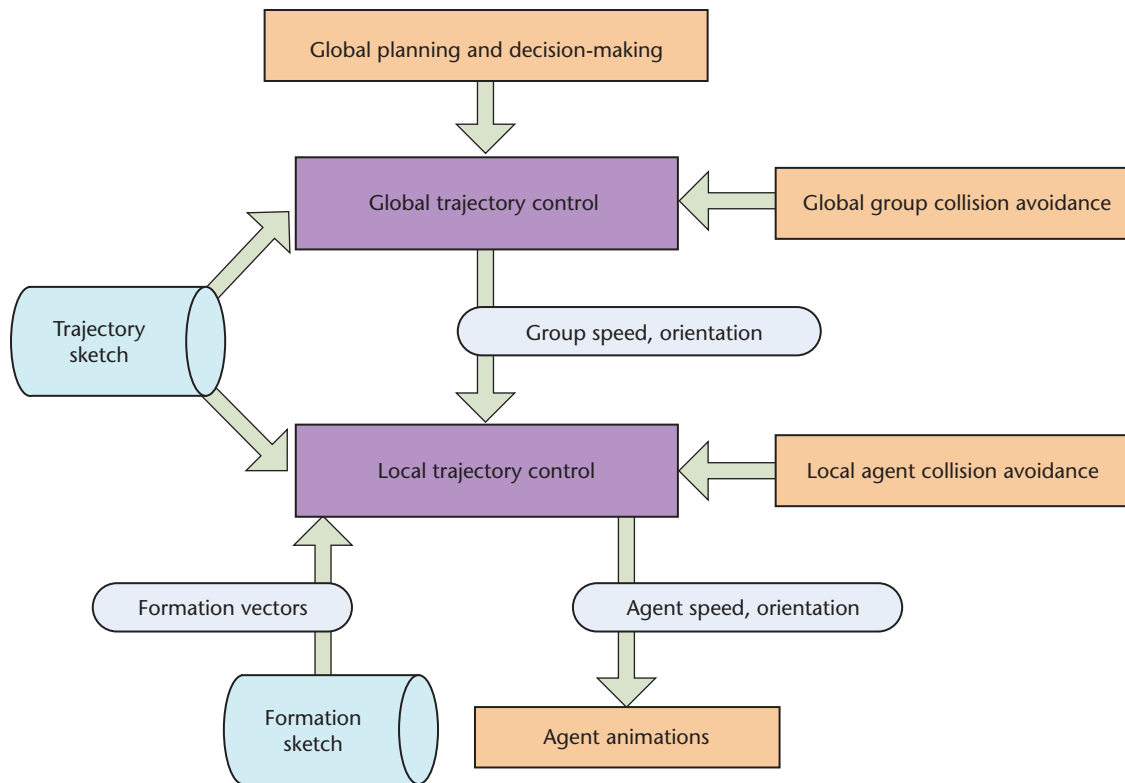 Global planning and decision-making
Global trajectory control
Global group collision avoidance
Trajectory
sketch
Group speed, orientation
Local trajectory control
Local agent collision avoidance
Formation vectors
Agent speed, orientation
Formation
sketch
Agent animations